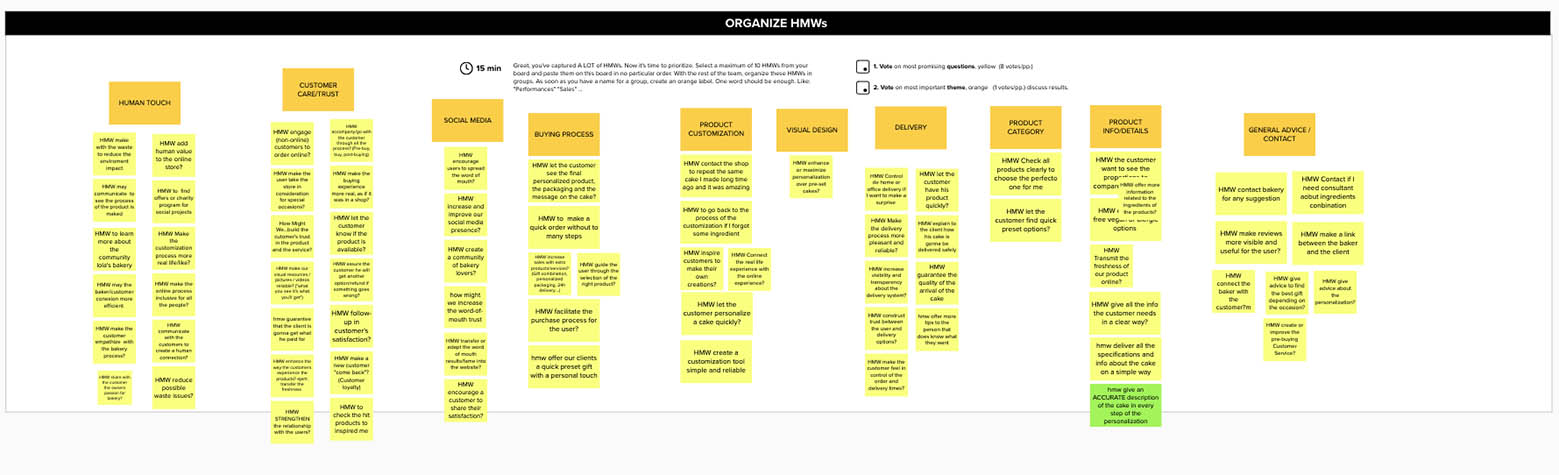 ORGANIZE HMWs
15 min
Great, you've captured A LOT of HMWs. Now it's time to prioritize. Select a maximum of 10 HMWs from your
board and paste them on this board in no particular order. With the rest of the team, organize these HMWs in
groups. As soon as you have a name for a group, create an orange label. One word should be enough. Like:
"Performances" "Sales" ...
1. Vote on most promising questions, yellow (8 votes/pp.)
2. Vote on most important theme, orange (1 votes/pp.) discuss results.
HUMAN TOUCH
HMW make
with the waste
to reduce the
enviroment
impact
HMW add
human value
to the online
store?
HMW may
communicate to
see the process
of the product is
maked
HMW to find
offers or charity
program for
social projects
HMW to learn
more about
the
community
lola's bakery
HMW Make
the
customization
process more
real life/like?
HMW may the
baker/customer
conexion more
efficient
HMW make the
online process
inclusive for all
the people?
HMW make the
customer
empathize with
the bakery
process?
HMW
communicate
with the
customers to
create a human
connection?
HMW share with
the customer
the owners
passion for
bakery?
HMW reduce
possible
waste issues?
CUSTOMER
CARE/TRUST
HMW engage
(non-online)
customers to
order online?
HMW
accompany/go with
the customer
through all the
process? (Pre-buy,
buy, post-buying)
HMW make the
user take the
store in
consideration
for special
occasions?
HMW make the
buying
experience
more real, as if it
was in a shop?
How Might
We...build the
customer's trust
in the product
and the service?
HMW let the
customer
know if the
product is
available?
HMW make our
visual resources /
pictures / videos
reliable? ("what
you see it's what
you'll get")
HMW assure the
customer he will
get another
option/refund if
something goes
wrong?
hmw guarantee
that the client is
gonna get what
he paid for
HMW follow-
up in
customer's
satisfaction?
HMW enhance the
way the customers
experience the
products? eyem,
transfer the
freshness
HMW make a
new customer
"come back"?
(Customer
loyalty)
HMW
STRENGTHEN
the relationship
with the users?
HMW to
check the hit
products to
inspired me
SOCIAL MEDIA
HMW
encourage
users to spread
the word of
mouth?
HMW
increase and
improve our
social media
presence?
HMW create
a community
of bakery
lovers?
how might
we increase
the word-of-
mouth trust
HMW transfer or
adapt the word
of mouth
results/fame into
the website?
HMW
encourage a
customer to
share their
satisfaction?
BUYING PROCESS
HMW let the customer
see the final
personalized product,
the packaging and the
message on the cake?
HMW to make a
quick order without to
many steps
HMW increase
sales with extra
products/services?
(Gift combination,
personalized
packaging, 24h
delivery...)
HMW guide the
user through the
selection of the
right product?
HMW facilitate the
purchase process for
the user?
hmw offer our clients
a quick preset gift
with a personal touch
PRODUCT
CUSTOMIZATION
HMW contact the shop
to repeat the same
cake I made long time
ago and it was amazing
HMW to go back to the
process of the
customization if I forgot
some ingredient
HMW inspire
customers to
make their
own
creations?
HMW Connect
the real life
experience with
the online
experience?
HMW let the
customer personalize
a cake quickly?
HMW create a
customization tool
simple and reliable
VISUAL DESIGN
HMW enhance
or maximize
personalization
over pre-set
cakes?
DELIVERY
HMW Control
de home or
office delivery if
I want to make a
surprise
HMW let the
customer
have his
product
quickly?
HMW Make
the delivery
process more
pleasant and
reliable?
HMW explain to
the client how
his cake is
gonna be
delivered safely
HMW increase
visibility and
transparency
about the
delivery system?
HMW
guarantee the
quality of the
arrival of the
cake
HMW construct
trust between
the user and
delivery
options?
hmw offer more
tips to the
person that
does know what
they want
HMW make the
customer feel in
control of the
order and
delivery times?
PRODUCT
CATEGORY
HMW Check all
products clearly to
choose the perfecto
one for me
HMW let the
customer find quick
preset options?
PRODUCT
INFO/DETAILS
HMW the customer
want to see the
HMW offer more
information
related to the
ingredients of
the products?
HMW
Transmit the
freshness of
our product
online?
HMW give all the info
the customer needs
in a clear way?
hmw deliver all the
specifications and
info about the cake
on a simple way
hmw give an
ACCURATE description
of the cake in every
step of the
personalization
GENERAL ADVICE /
CONTACT
HMW contact bakery
for any suggestion
HMW Contact if I
need consultant
aobut ingredients
conbination
HMW make reviews
more visible and
useful for the user?
HMW make a link
between the baker
and the client
HMW
connect the
baker with
the
customer?m
HMW give
advice to find
the best gift
depending on
the occasion?
HMW give
advice about
the
personalization?
HMW create or
improve the
pre-buying
Customer
Service?